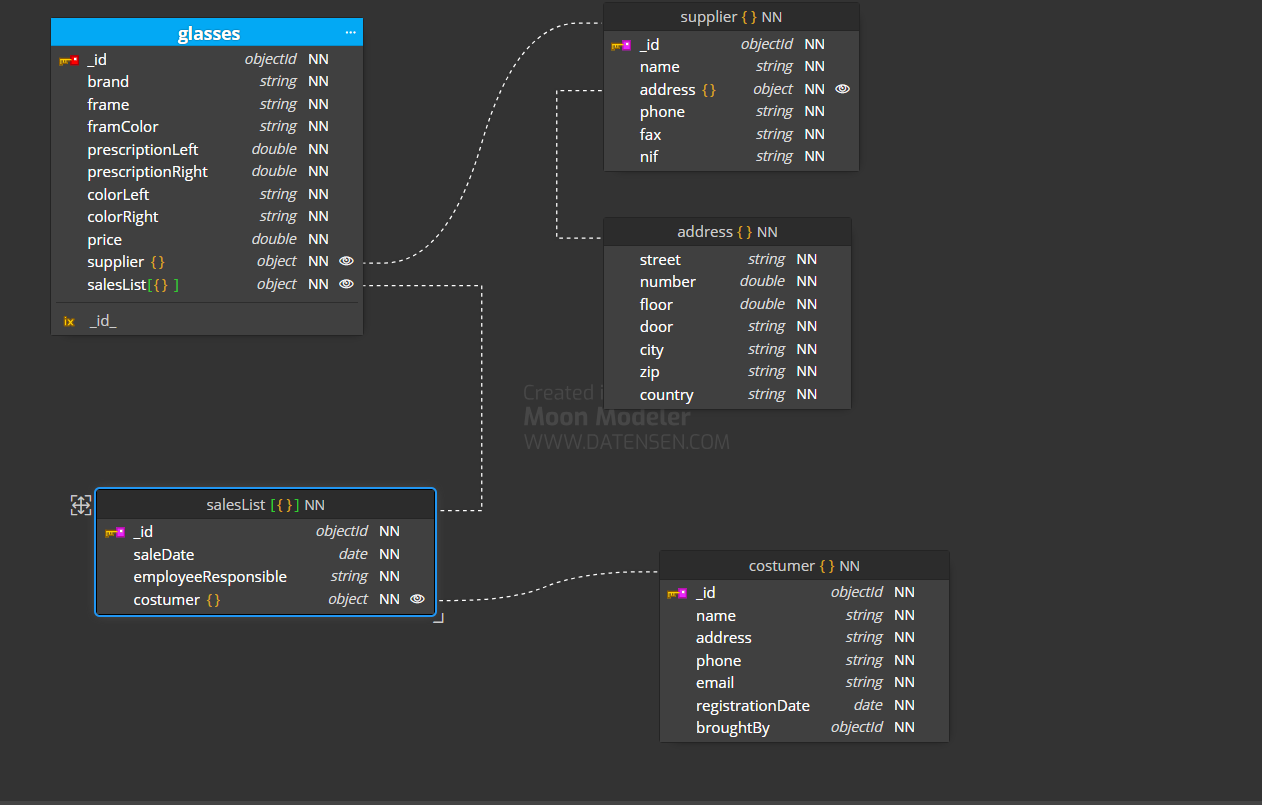 glasses ...
_id objectId NN
brand string NN
frame string NN
framColor string NN
prescriptionLeft double NN
prescriptionRight double NN
colorLeft string NN
colorRight string NN
price double NN
supplier {} object NN
salesList[{} ] object NN
ix _id_
supplier {} NN
_id objectId NN
name string NN
address {} object NN
phone string NN
fax string NN
nif string NN
address {} NN
street string NN
number double NN
floor double NN
door string NN
city string NN
zip string NN
country string NN
Created i
Moon Modeler
WWW.DATENSEN.COM
salesList [{}] NN
_id objectId NN
saleDate date NN
employeeResponsible string NN
costumer {} object NN
costumer {} NN
_id objectId NN
name string NN
address string NN
phone string NN
email string NN
registrationDate date NN
broughtBy objectId NN